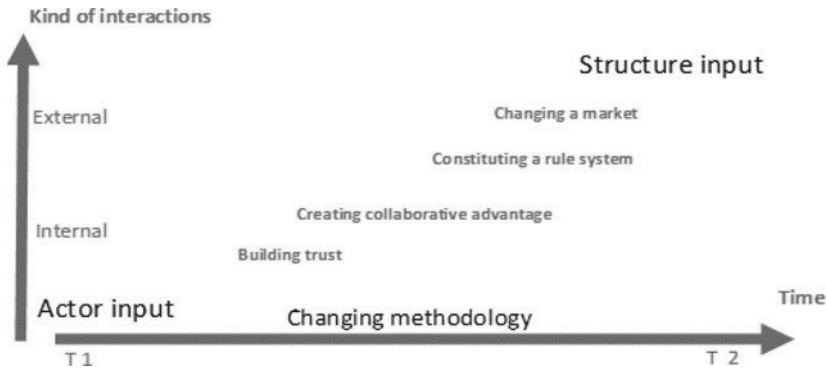 Kind of interactions
Structure input
External
Changing a market
Constituting a rule system
Creating collaborative advantage
Internal
Building trust
Time
Actor input
Changing methodology
T 1
T 2